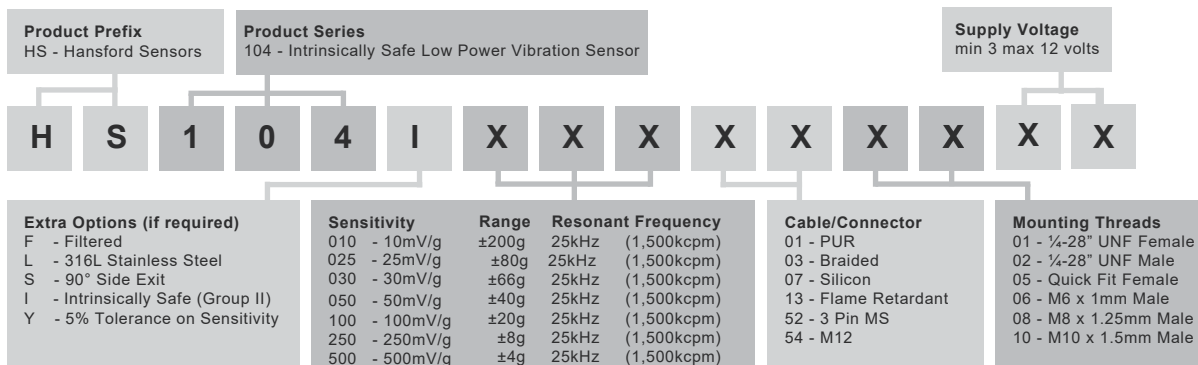 Product Prefix
HS - Hansford Sensors
Product Series
104 - Intrinsically Safe Low Power Vibration Sensor
Supply Voltage
min 3 max 12 volts
H S 1 0 4 I X X X X X X X X X
Extra Options (if required)
F - Filtered
L - 316L Stainless Steel
S - 90° Side Exit
I - Intrinsically Safe (Group II)
Y - 5% Tolerance on Sensitivity
Sensitivity Range Resonant Frequency
010 - 10mV/g ±200g 25kHz (1,500kcpm)
025 - 25mV/g ±80g 25kHz (1,500kcpm)
030 - 30mV/g ±66g 25kHz (1,500kcpm)
050 - 50mV/g ±40g 25kHz (1,500kcpm)
100 - 100mV/g ±20g 25kHz (1,500kcpm)
250 - 250mV/g ±8g 25kHz (1,500kcpm)
500 - 500mV/g ±4g 25kHz (1,500kcpm)
Cable/Connector
01 - PUR
03 - Braided
07 - Silicon
13 - Flame Retardant
52 - 3 Pin MS
54 - M12
Mounting Threads
01 - ¼-28” UNF Female
02 - ¼-28” UNF Male
05 - Quick Fit Female
06 - M6 x 1mm Male
08 - M8 x 1.25mm Male
10 - M10 x 1.5mm Male